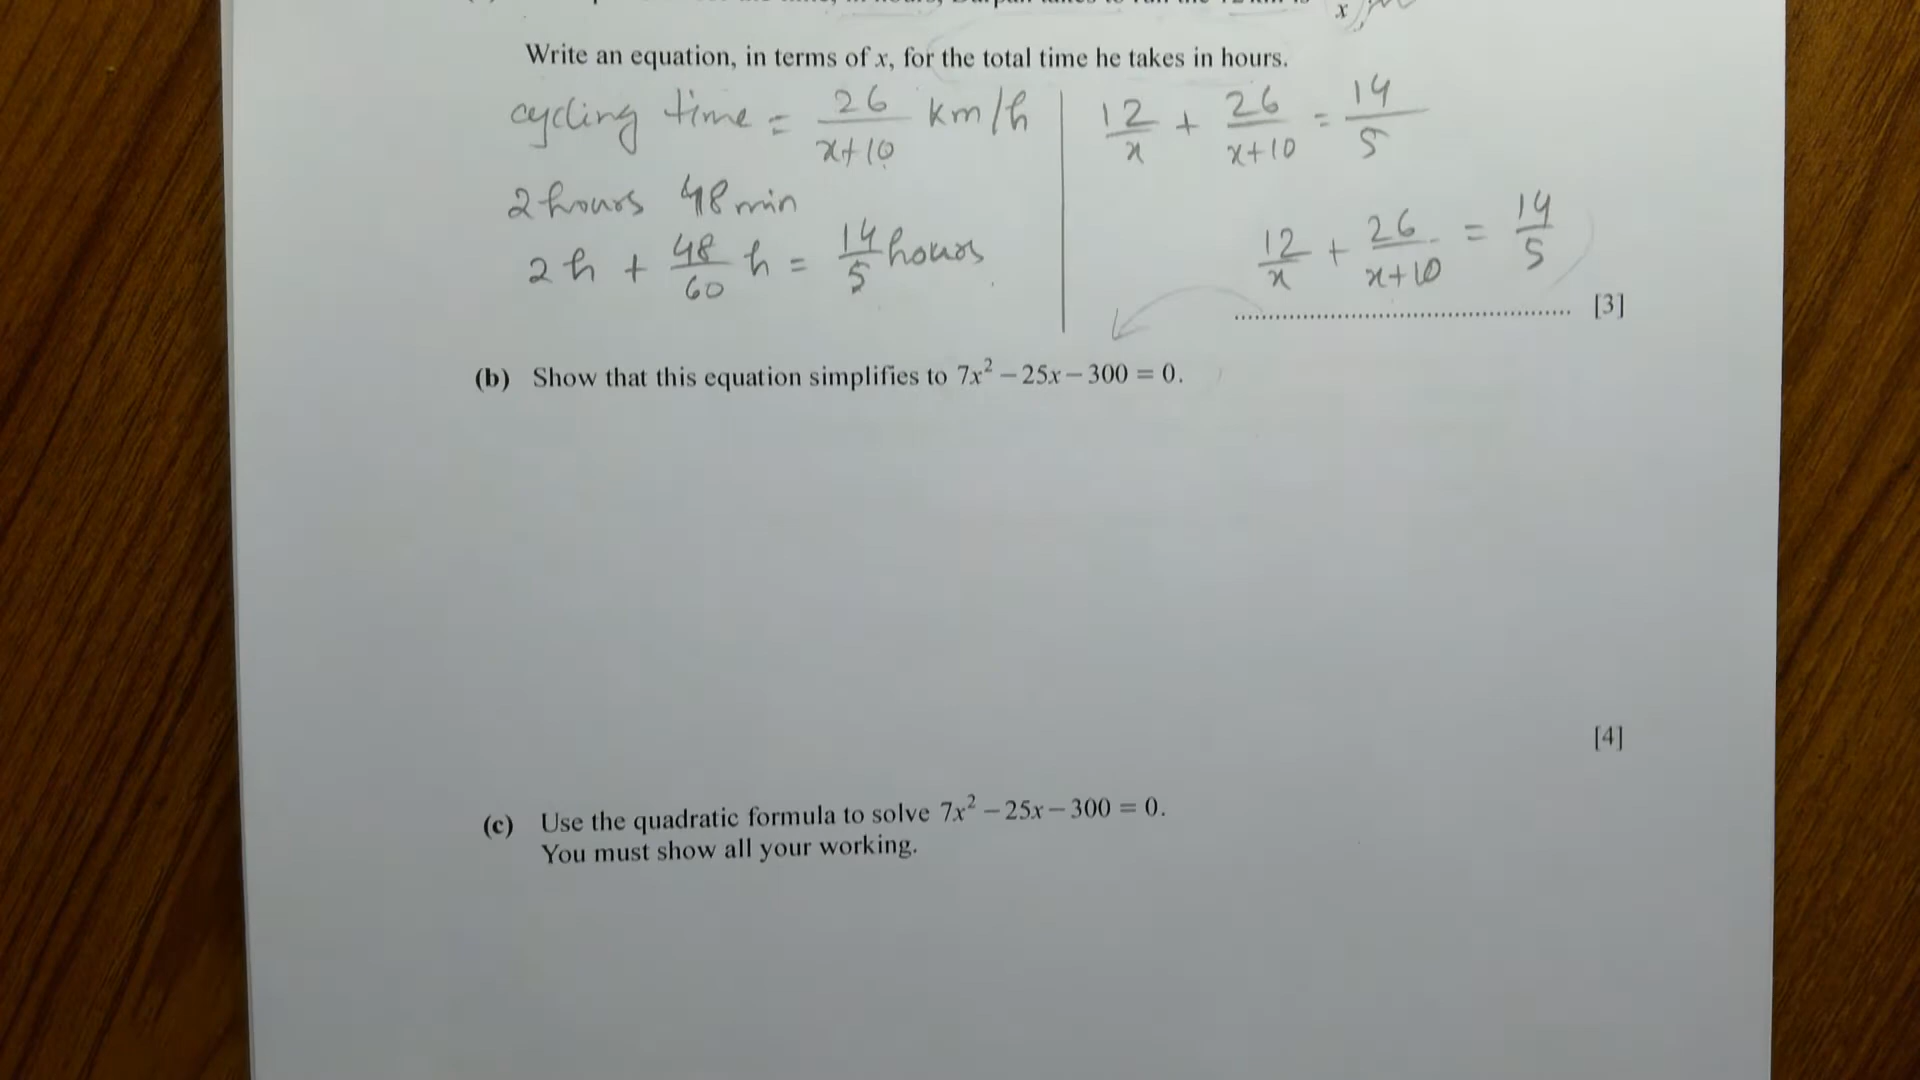 Write an equation, in terms of x, for the total time he takes in hours.
cycling time = 26/(x+10) km/h
2 hours 48 min
2 h + 48/60 h = 14/5 hours
12/x + 26/(x+10) = 14/5
12/x + 26/(x+10) = 14/5
.................................................. [3]
(b) Show that this equation simplifies to 7x² – 25x – 300 = 0.
[4]
(c) Use the quadratic formula to solve 7x² – 25x – 300 = 0.
You must show all your working.